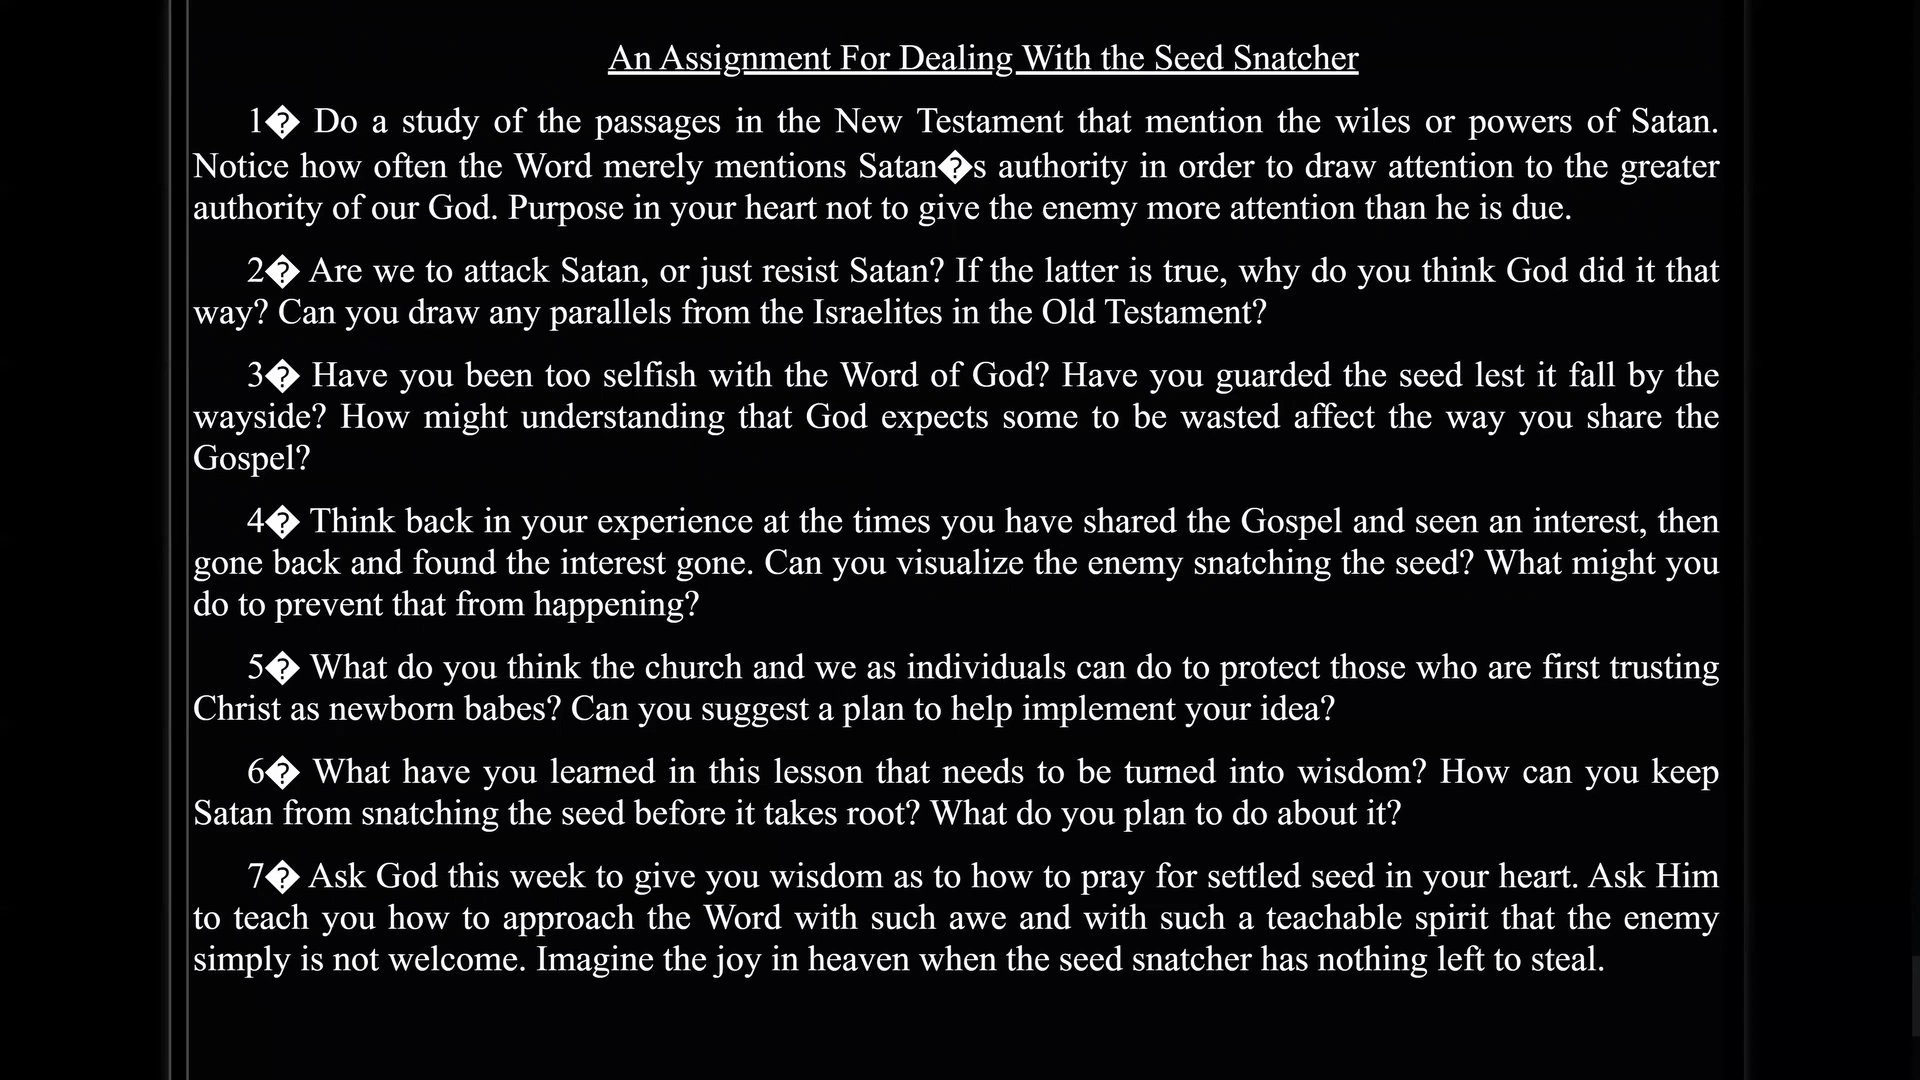 An Assignment For Dealing With the Seed Snatcher
1� Do a study of the passages in the New Testament that mention the wiles or powers of Satan.
Notice how often the Word merely mentions Satan�s authority in order to draw attention to the greater
authority of our God. Purpose in your heart not to give the enemy more attention than he is due.
2� Are we to attack Satan, or just resist Satan? If the latter is true, why do you think God did it that
way? Can you draw any parallels from the Israelites in the Old Testament?
3� Have you been too selfish with the Word of God? Have you guarded the seed lest it fall by the
wayside? How might understanding that God expects some to be wasted affect the way you share the
Gospel?
4� Think back in your experience at the times you have shared the Gospel and seen an interest, then
gone back and found the interest gone. Can you visualize the enemy snatching the seed? What might you
do to prevent that from happening?
5� What do you think the church and we as individuals can do to protect those who are first trusting
Christ as newborn babes? Can you suggest a plan to help implement your idea?
6� What have you learned in this lesson that needs to be turned into wisdom? How can you keep
Satan from snatching the seed before it takes root? What do you plan to do about it?
7� Ask God this week to give you wisdom as to how to pray for settled seed in your heart. Ask Him
to teach you how to approach the Word with such awe and with such a teachable spirit that the enemy
simply is not welcome. Imagine the joy in heaven when the seed snatcher has nothing left to steal.